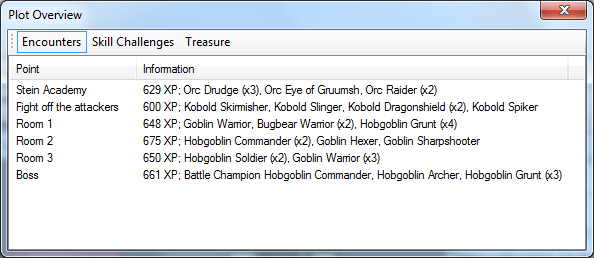 Plot Overview
Encounters Skill Challenges Treasure
Point Information
Stein Academy 629 XP; Orc Drudge (x3), Orc Eye of Gruumsh, Orc Raider (x2)
Fight off the attackers 600 XP; Kobold Skirmisher, Kobold Slinger, Kobold Dragonshield (x2), Kobold Spiker
Room 1 648 XP; Goblin Warrior, Bugbear Warrior (x2), Hobgoblin Grunt (x4)
Room 2 675 XP; Hobgoblin Commander (x2), Goblin Hexer, Goblin Sharpshooter
Room 3 650 XP; Hobgoblin Soldier (x2), Goblin Warrior (x3)
Boss 661 XP; Battle Champion Hobgoblin Commander, Hobgoblin Archer, Hobgoblin Grunt (x3)